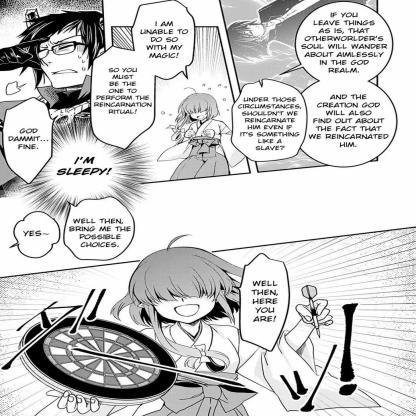 IF YOU
LEAVE THINGS
AS IS, THAT
OTHERWORLDER'S
SOUL WILL WANDER
ABOUT AIMLESSLY
IN THE GOD
REALM.
AND THE
CREATION GOD
WILL ALSO
FIND OUT ABOUT
THE FACT THAT
WE REINCARNATED
HIM.
UNDER THOSE
CIRCUMSTANCES,
SHOULDN'T WE
REINCARNATE
HIM EVEN IF
IT'S SOMETHING
LIKE A
SLAVE?
I AM
UNABLE TO
DO SO
WITH MY
MAGIC!
SO YOU
MUST BE
THE ONE TO
PERFORM THE
REINCARNATION
RITUAL!
GOD
DAMMIT...
FINE.
I'M
SLEEPY!
WELL THEN,
BRING ME THE
POSSIBLE
CHOICES.
YES~
WELL
THEN,
HERE
YOU
ARE!
!